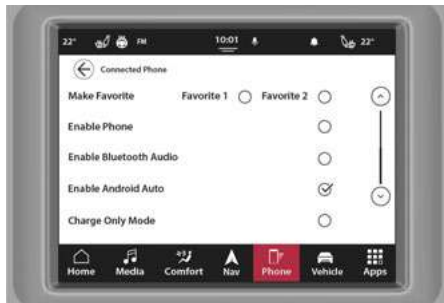 22° FM 10:01 22°
Connected Phone
Make Favorite Favorite 1 Favorite 2
Enable Phone
Enable Bluetooth Audio
Enable Android Auto
Charge Only Mode
Home Media Comfort Nav Phone Vehicle Apps